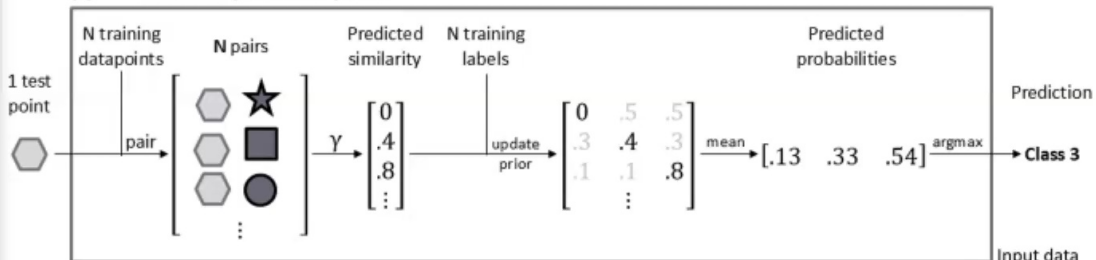 N training
datapoints
N pairs
Predicted
similarity
N training
labels
Predicted
probabilities
1 test
point
Prediction
pair
γ
0
.4
.8
⋮
update
prior
0 .5 .5
.3 .4 .3
.1 .1 .8
⋮
mean
[.13 .33 .54]
argmax
Class 3
⋮
Input data